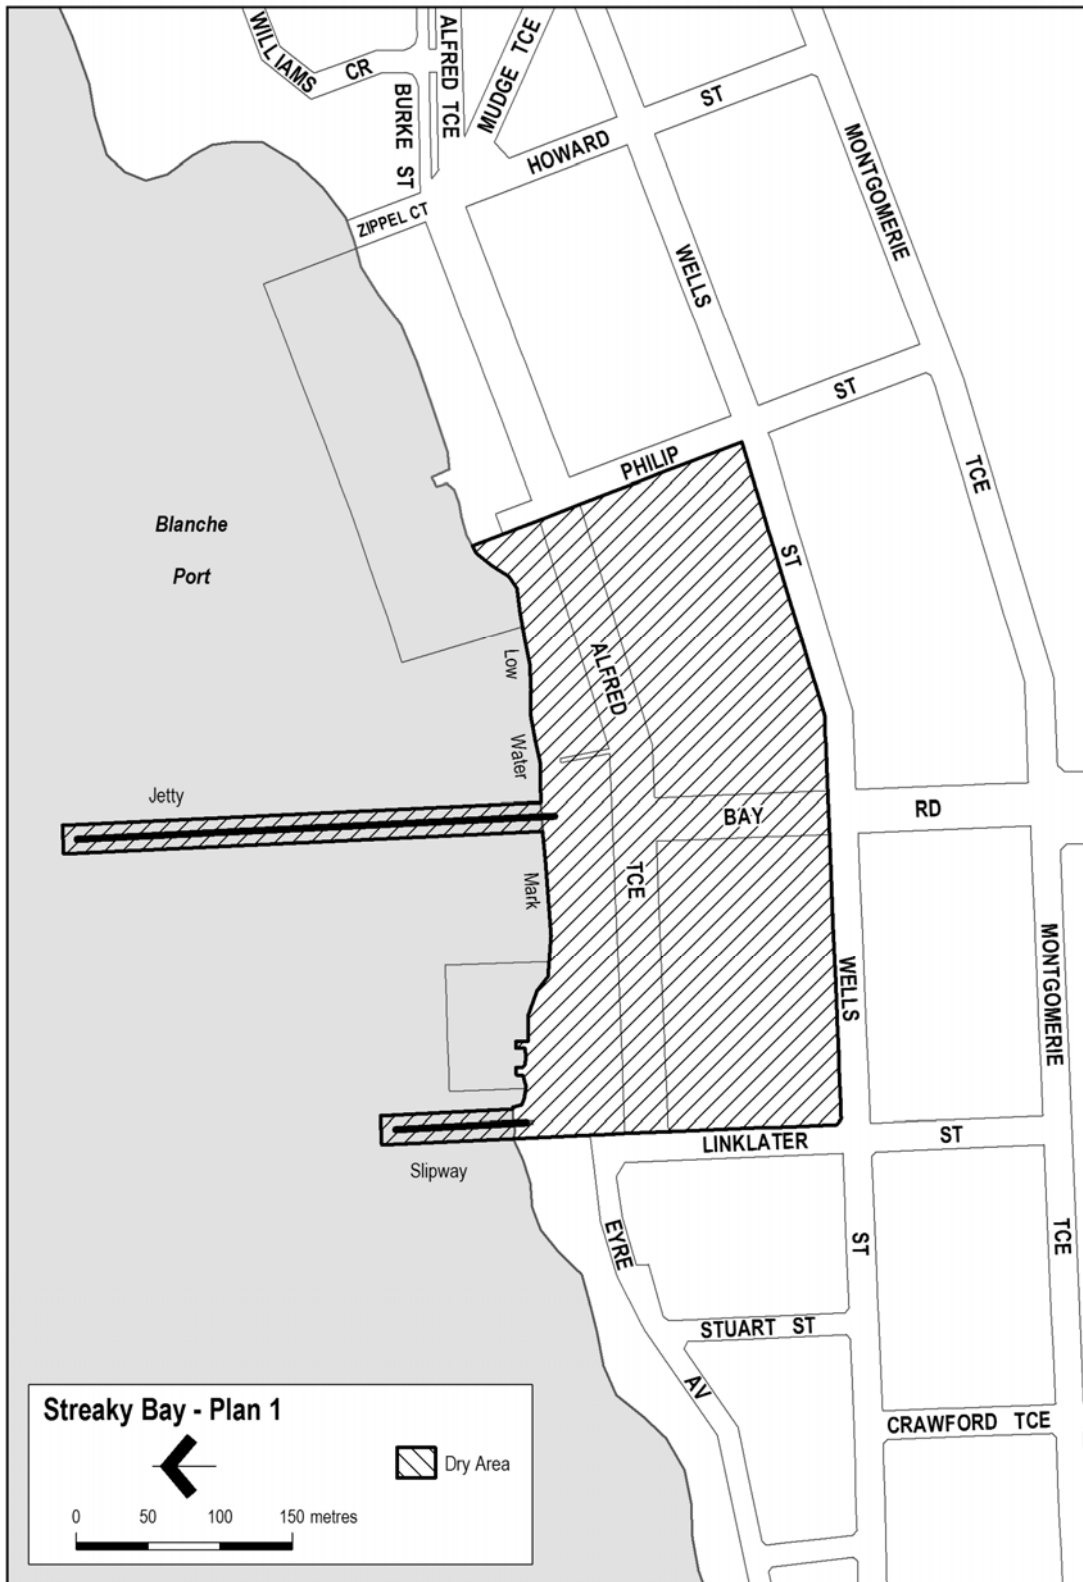 WILLIAMS
CR
ALFRED TCE
MUDGE TCE
BURKE ST
ZIPPEL CT
HOWARD
ST
MONTGOMERIE
WELLS
ST
PHILIP
TCE
ST
Blanche
Port
Low
ALFRED
Water
Jetty
BAY
RD
TCE
Mark
WELLS
MONTGOMERIE
LINKLATER
ST
Slipway
EYRE
ST
TCE
STUART ST
AV
CRAWFORD TCE
Streaky Bay - Plan 1
Dry Area
0 50 100 150 metres